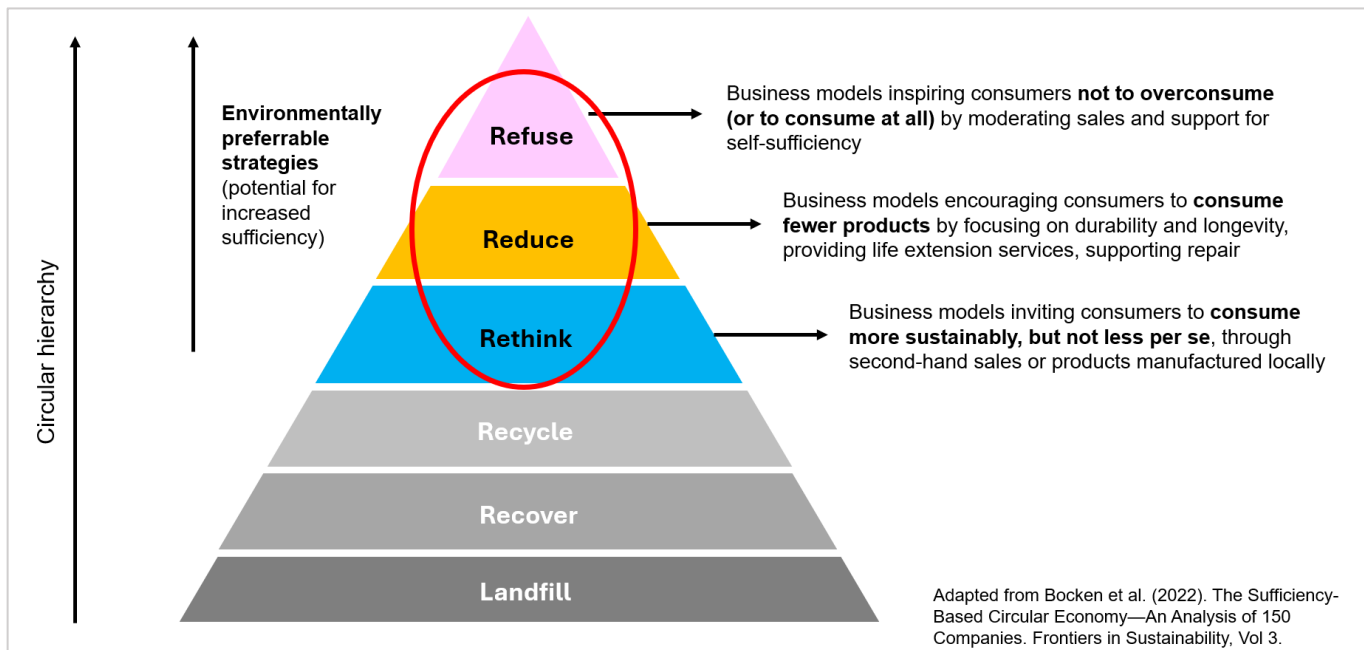 Circular hierarchy
Environmentally
preferrable
strategies
(potential for
increased
sufficiency)
Refuse
Business models inspiring consumers not to overconsume
(or to consume at all) by moderating sales and support for
self-sufficiency
Reduce
Business models encouraging consumers to consume
fewer products by focusing on durability and longevity,
providing life extension services, supporting repair
Rethink
Business models inviting consumers to consume
more sustainably, but not less per se, through
second-hand sales or products manufactured locally
Recycle
Recover
Landfill
Adapted from Bocken et al. (2022). The Sufficiency-
Based Circular Economy—An Analysis of 150
Companies. Frontiers in Sustainability, Vol 3.